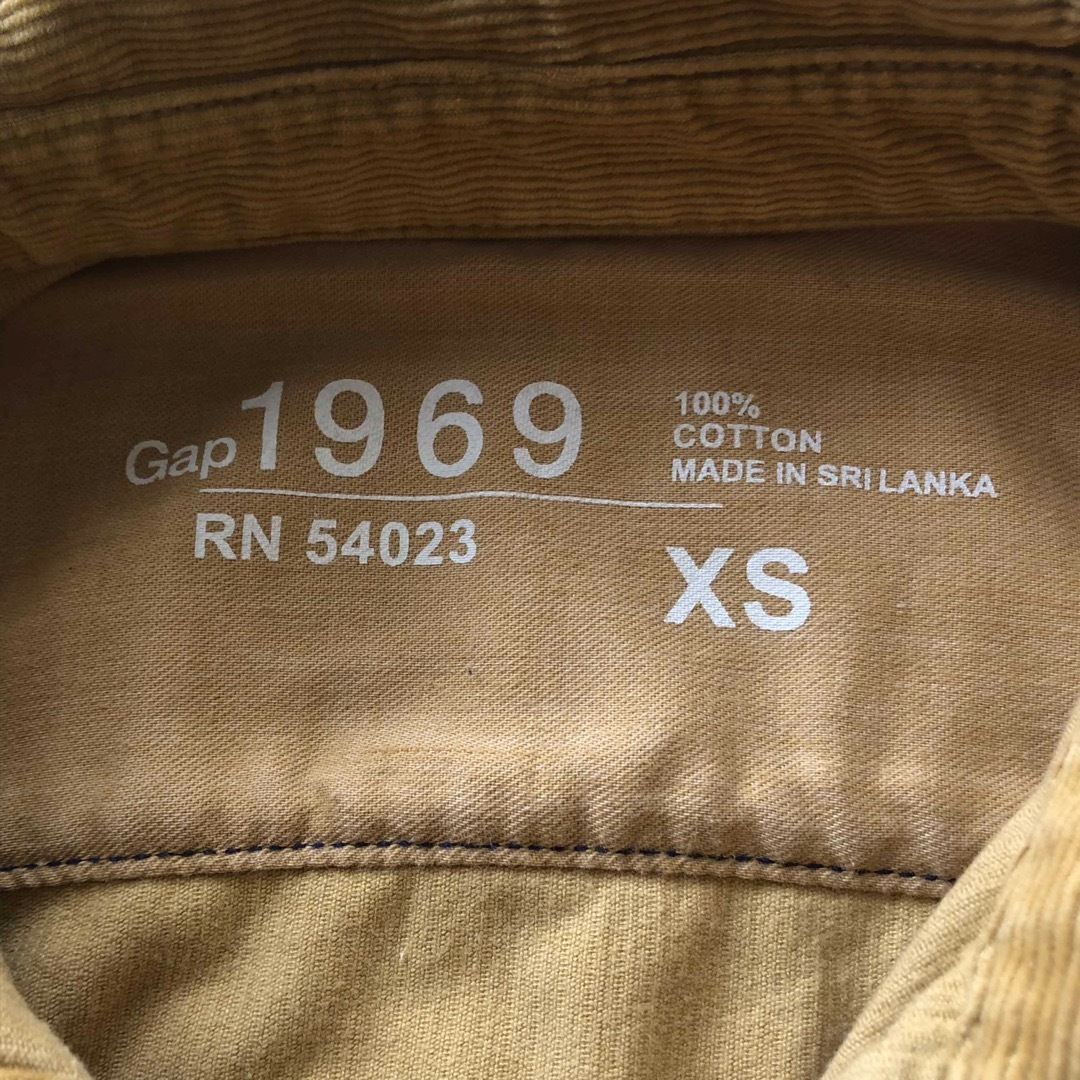 Gap 1969
RN 54023
100%
COTTON
MADE IN SRI LANKA
XS